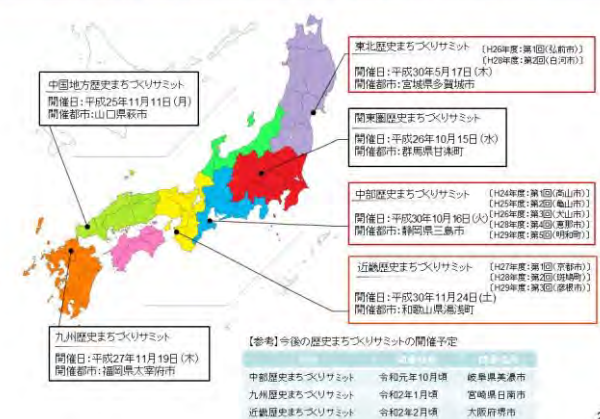 東北歴史まちづくりサミット
[H26年度:第1回(弘前市)]
[H28年度:第2回(白河市)]
開催日:平成30年5月17日(木)
開催都市:宮城県多賀城市
中国地方歴史まちづくりサミット
開催日:平成25年11月11日(月)
開催都市:山口県萩市
関東圏歴史まちづくりサミット
開催日:平成26年10月15日(水)
開催都市:群馬県甘楽町
中部歴史まちづくりサミット
[H24年度:第1回(高山市)]
[H25年度:第2回(亀山市)]
[H26年度:第3回(犬山市)]
[H28年度:第4回(恵那市)]
[H29年度:第5回(明和町)]
開催日:平成30年10月16日(火)
開催都市:静岡県三島市
近畿歴史まちづくりサミット
[H27年度:第1回(京都市)]
[H28年度:第2回(斑鳩町)]
[H29年度:第3回(彦根市)]
開催日:平成30年11月24日(土)
開催都市:和歌山県湯浅町
九州歴史まちづくりサミット
開催日:平成27年11月19日(木)
開催都市:福岡県太宰府市
【参考】今後の歴史まちづくりサミットの開催予定
中部歴史まちづくりサミット 令和元年10月頃 岐阜県美濃市
九州歴史まちづくりサミット 令和2年1月頃 宮崎県日南市
近畿歴史まちづくりサミット 令和2年2月頃 大阪府堺市